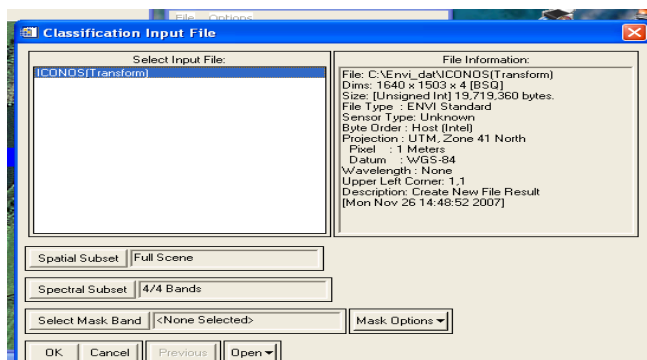 File Options
Classification Input File
Select Input File:
ICONOS(Transform)
File Information:
File: C:\Envi_dat\ICONOS(Transform)
Dims: 1640 x 1503 x 4 [BSQ]
Size: [Unsigned Int] 19,719,360 bytes.
File Type : ENVI Standard
Sensor Type: Unknown
Byte Order : Host (Intel)
Projection : UTM, Zone 41 North
Pixel : 1 Meters
Datum : WGS-84
Wavelength : None
Upper Left Corner: 1,1
Description: Create New File Result
[Mon Nov 26 14:48:52 2007]
Spatial Subset Full Scene
Spectral Subset 4/4 Bands
Select Mask Band <None Selected> Mask Options
OK Cancel Previous Open